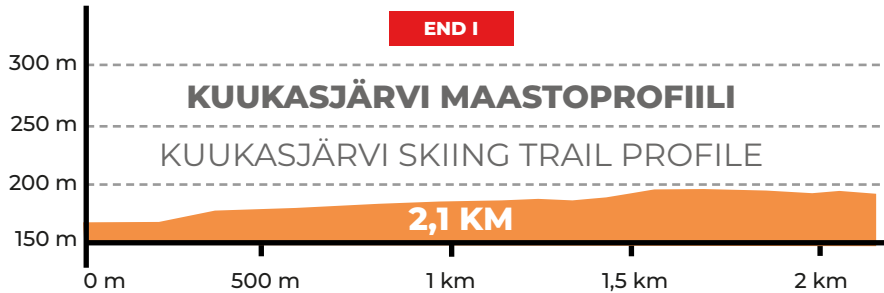 END I
300 m
KUUKASJÄRVI MAASTOPROFIILI
250 m
KUUKASJÄRVI SKIING TRAIL PROFILE
200 m
2,1 KM
150 m
0 m 500 m 1 km 1,5 km 2 km